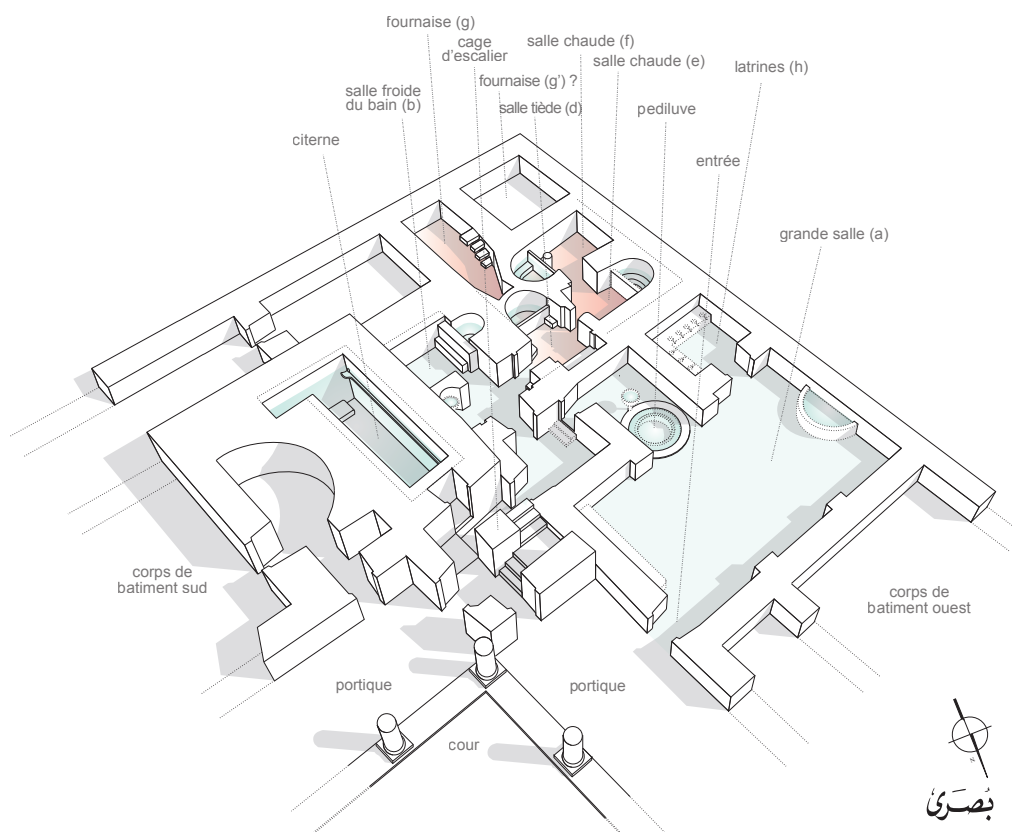 fournaise (g)
cage
d'escalier
salle chaude (f)
salle chaude (e)
latrines (h)
fournaise (g') ?
salle froide
du bain (b)
salle tiède (d)
pediluve
citerne
entrée
grande salle (a)
corps de
batiment sud
corps de
batiment ouest
portique
portique
cour
N
بُصرَى